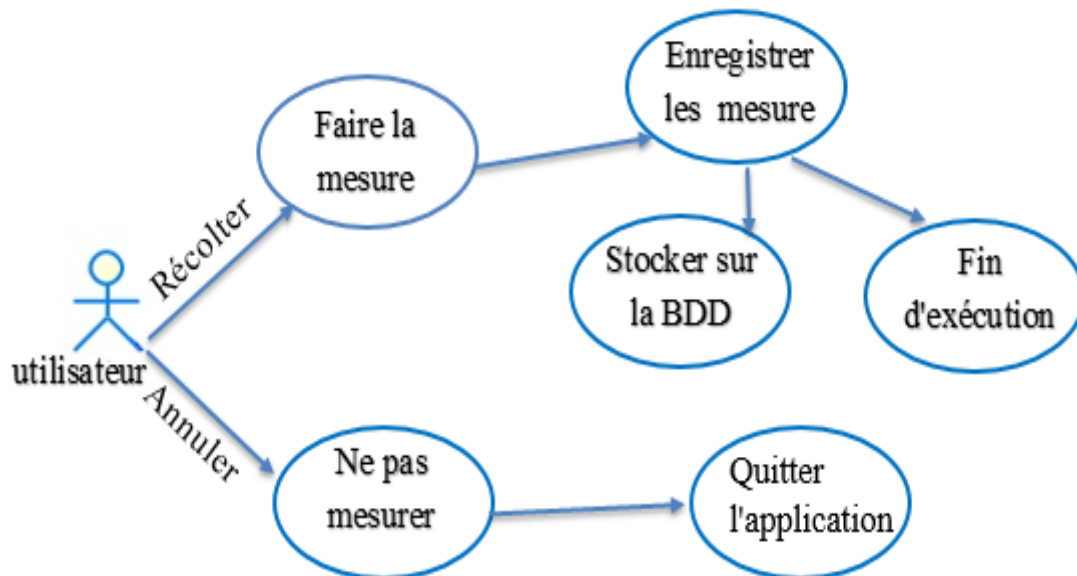 Enregistrer
les mesure
Faire la
mesure
Récolter
Stocker sur
la BDD
Fin
d'exécution
utilisateur
Annuler
Ne pas
mesurer
Quitter
l'application